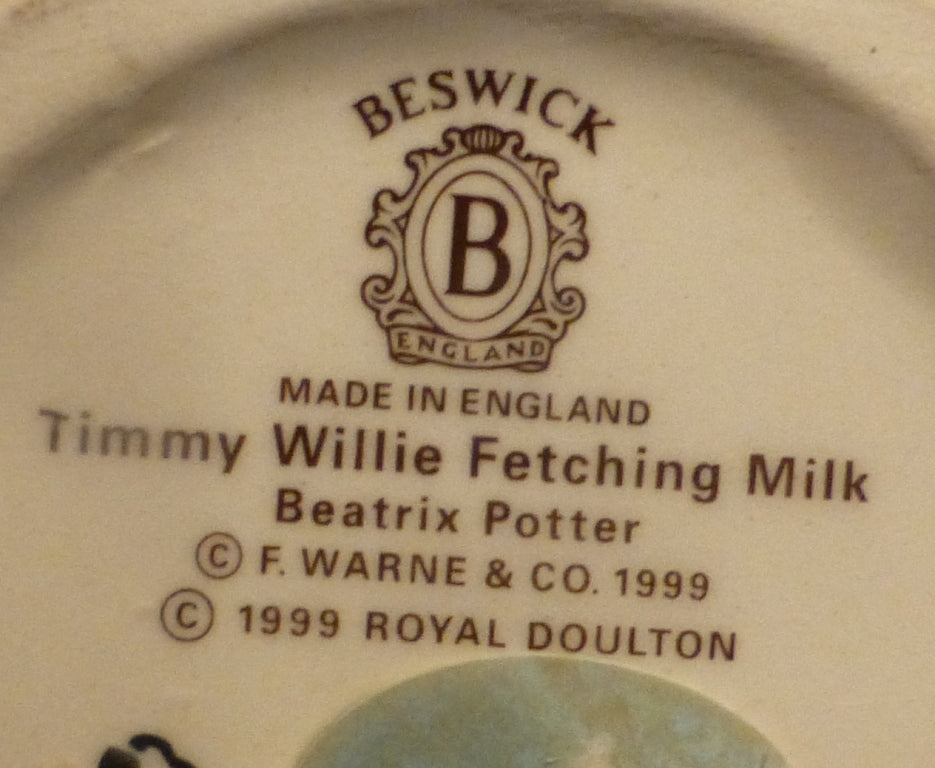 BESWICK
B
ENGLAND
MADE IN ENGLAND
Timmy Willie Fetching Milk
Beatrix Potter
© F. WARNE & CO. 1999
© 1999 ROYAL DOULTON